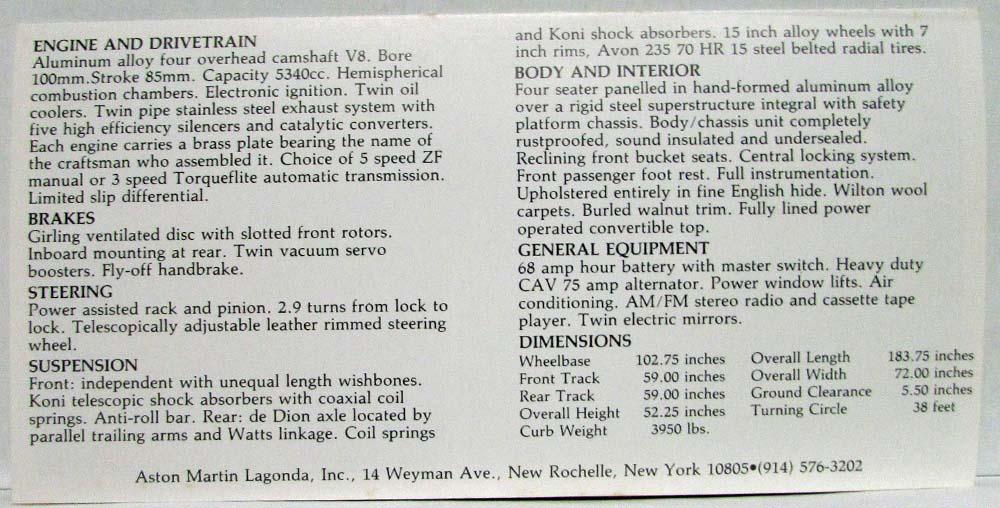 ENGINE AND DRIVETRAIN
Aluminum alloy four overhead camshaft V8. Bore
100mm.Stroke 85mm. Capacity 5340cc. Hemispherical
combustion chambers. Electronic ignition. Twin oil
coolers. Twin pipe stainless steel exhaust system with
five high efficiency silencers and catalytic converters.
Each engine carries a brass plate bearing the name of
the craftsman who assembled it. Choice of 5 speed ZF
manual or 3 speed Torqueflite automatic transmission.
Limited slip differential.
BRAKES
Girling ventilated disc with slotted front rotors.
Inboard mounting at rear. Twin vacuum servo
boosters. Fly-off handbrake.
STEERING
Power assisted rack and pinion. 2.9 turns from lock to
lock. Telescopically adjustable leather rimmed steering
wheel.
SUSPENSION
Front: independent with unequal length wishbones.
Koni telescopic shock absorbers with coaxial coil
springs. Anti-roll bar. Rear: de Dion axle located by
parallel trailing arms and Watts linkage. Coil springs
and Koni shock absorbers. 15 inch alloy wheels with 7
inch rims, Avon 235 70 HR 15 steel belted radial tires.
BODY AND INTERIOR
Four seater panelled in hand-formed aluminum alloy
over a rigid steel superstructure integral with safety
platform chassis. Body/chassis unit completely
rustproofed, sound insulated and undersealed.
Reclining front bucket seats. Central locking system.
Front passenger foot rest. Full instrumentation.
Upholstered entirely in fine English hide. Wilton wool
carpets. Burled walnut trim. Fully lined power
operated convertible top.
GENERAL EQUIPMENT
68 amp hour battery with master switch. Heavy duty
CAV 75 amp alternator. Power window lifts. Air
conditioning. AM/FM stereo radio and cassette tape
player. Twin electric mirrors.
DIMENSIONS
Wheelbase 102.75 inches Overall Length 183.75 inches
Front Track 59.00 inches Overall Width 72.00 inches
Rear Track 59.00 inches Ground Clearance 5.50 inches
Overall Height 52.25 inches Turning Circle 38 feet
Curb Weight 3950 lbs.
Aston Martin Lagonda, Inc., 14 Weyman Ave., New Rochelle, New York 10805•(914) 576-3202